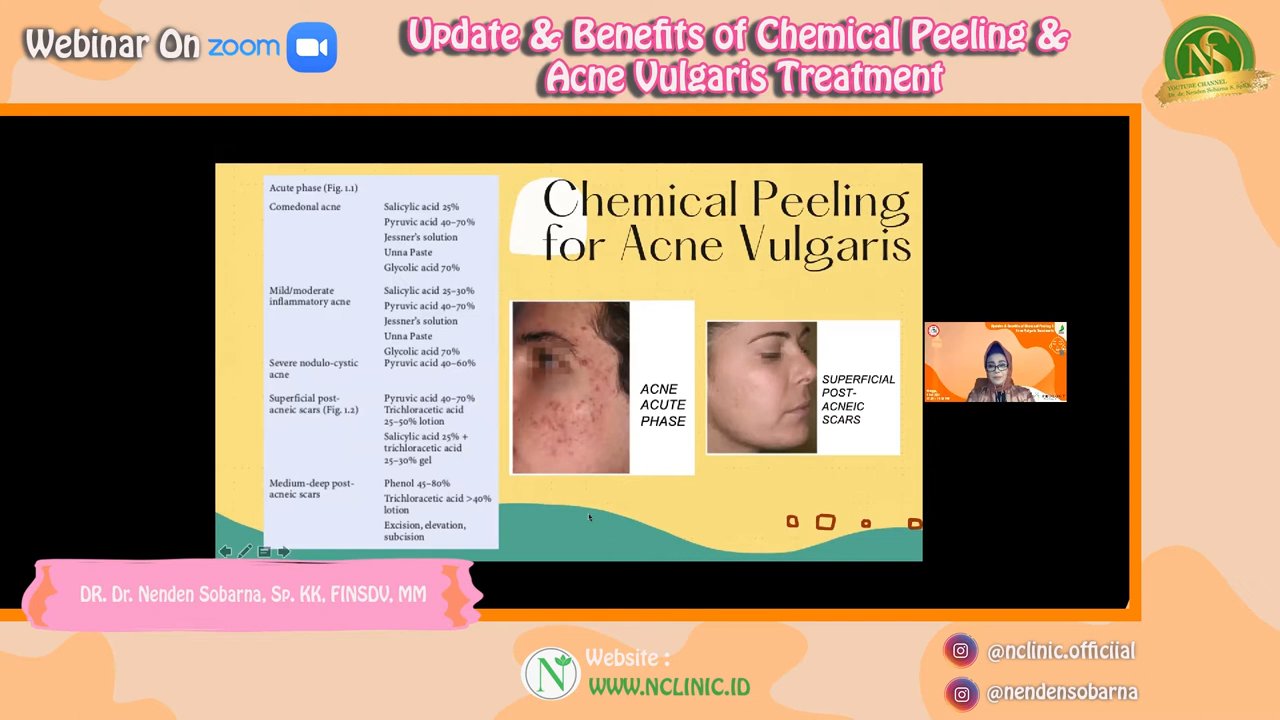 Webinar On zoom
Update & Benefits of Chemical Peeling &
Acne Vulgaris Treatment
NS
YOUTUBE CHANNEL
Acute phase (Fig. 1.1)
Comedonal acne
Salicylic acid 25%
Pyruvic acid 40–70%
Jessner's solution
Unna Paste
Glycolic acid 70%
Mild/moderate
inflammatory acne
Salicylic acid 25–30%
Pyruvic acid 40–70%
Jessner's solution
Unna Paste
Glycolic acid 70%
Severe nodulo-cystic
acne
Pyruvic acid 40–60%
Superficial post-
acneic scars (Fig. 1.2)
Pyruvic acid 40–70%
Trichloracetic acid
25–50% lotion
Salicylic acid 25% +
trichloracetic acid
25–30% gel
Medium-deep post-
acneic scars
Phenol 45–80%
Trichloracetic acid >40%
lotion
Excision, elevation,
subcision
Chemical Peeling
for Acne Vulgaris
ACNE
ACUTE
PHASE
SUPERFICIAL
POST-
ACNEIC
SCARS
DR. Dr. Nenden Sobarna, Sp. KK, FINSDV, MM
N
Website :
WWW.NCLINIC.ID
@nclinic.officiial
@nendensobarna